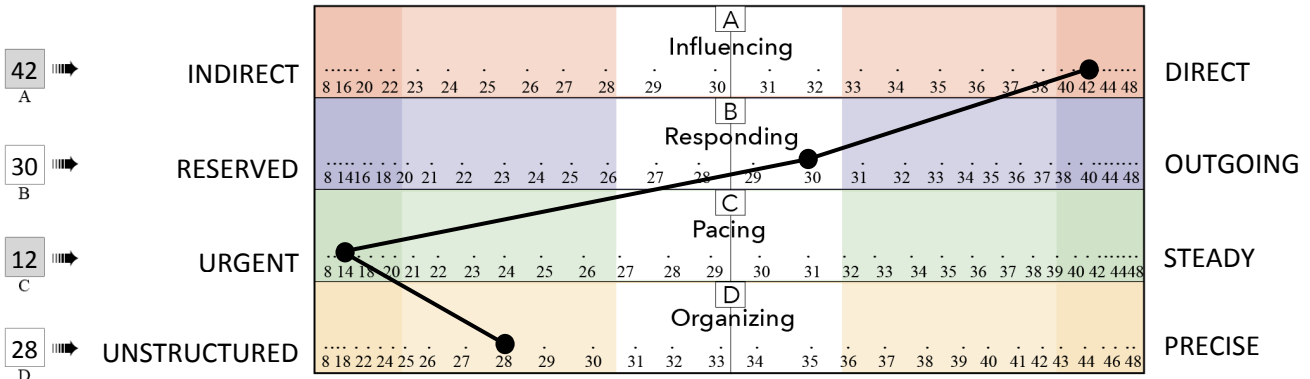 A
Influencing
42
A
INDIRECT
8 16 20 22 23 24 25 26 27 28 29 30 31 32 33 34 35 36 37 38 40 42 44 48
DIRECT
B
Responding
30
B
RESERVED
8 14 16 18 20 21 22 23 24 25 26 27 28 29 30 31 32 33 34 35 36 37 38 40 44 48
OUTGOING
C
Pacing
12
C
URGENT
8 14 18 20 21 22 23 24 25 26 27 28 29 30 31 32 33 34 35 36 37 38 39 40 42 44 48
STEADY
D
Organizing
28
D
UNSTRUCTURED
8 18 22 24 25 26 27 28 29 30 31 32 33 34 35 36 37 38 39 40 41 42 43 44 46 48
PRECISE